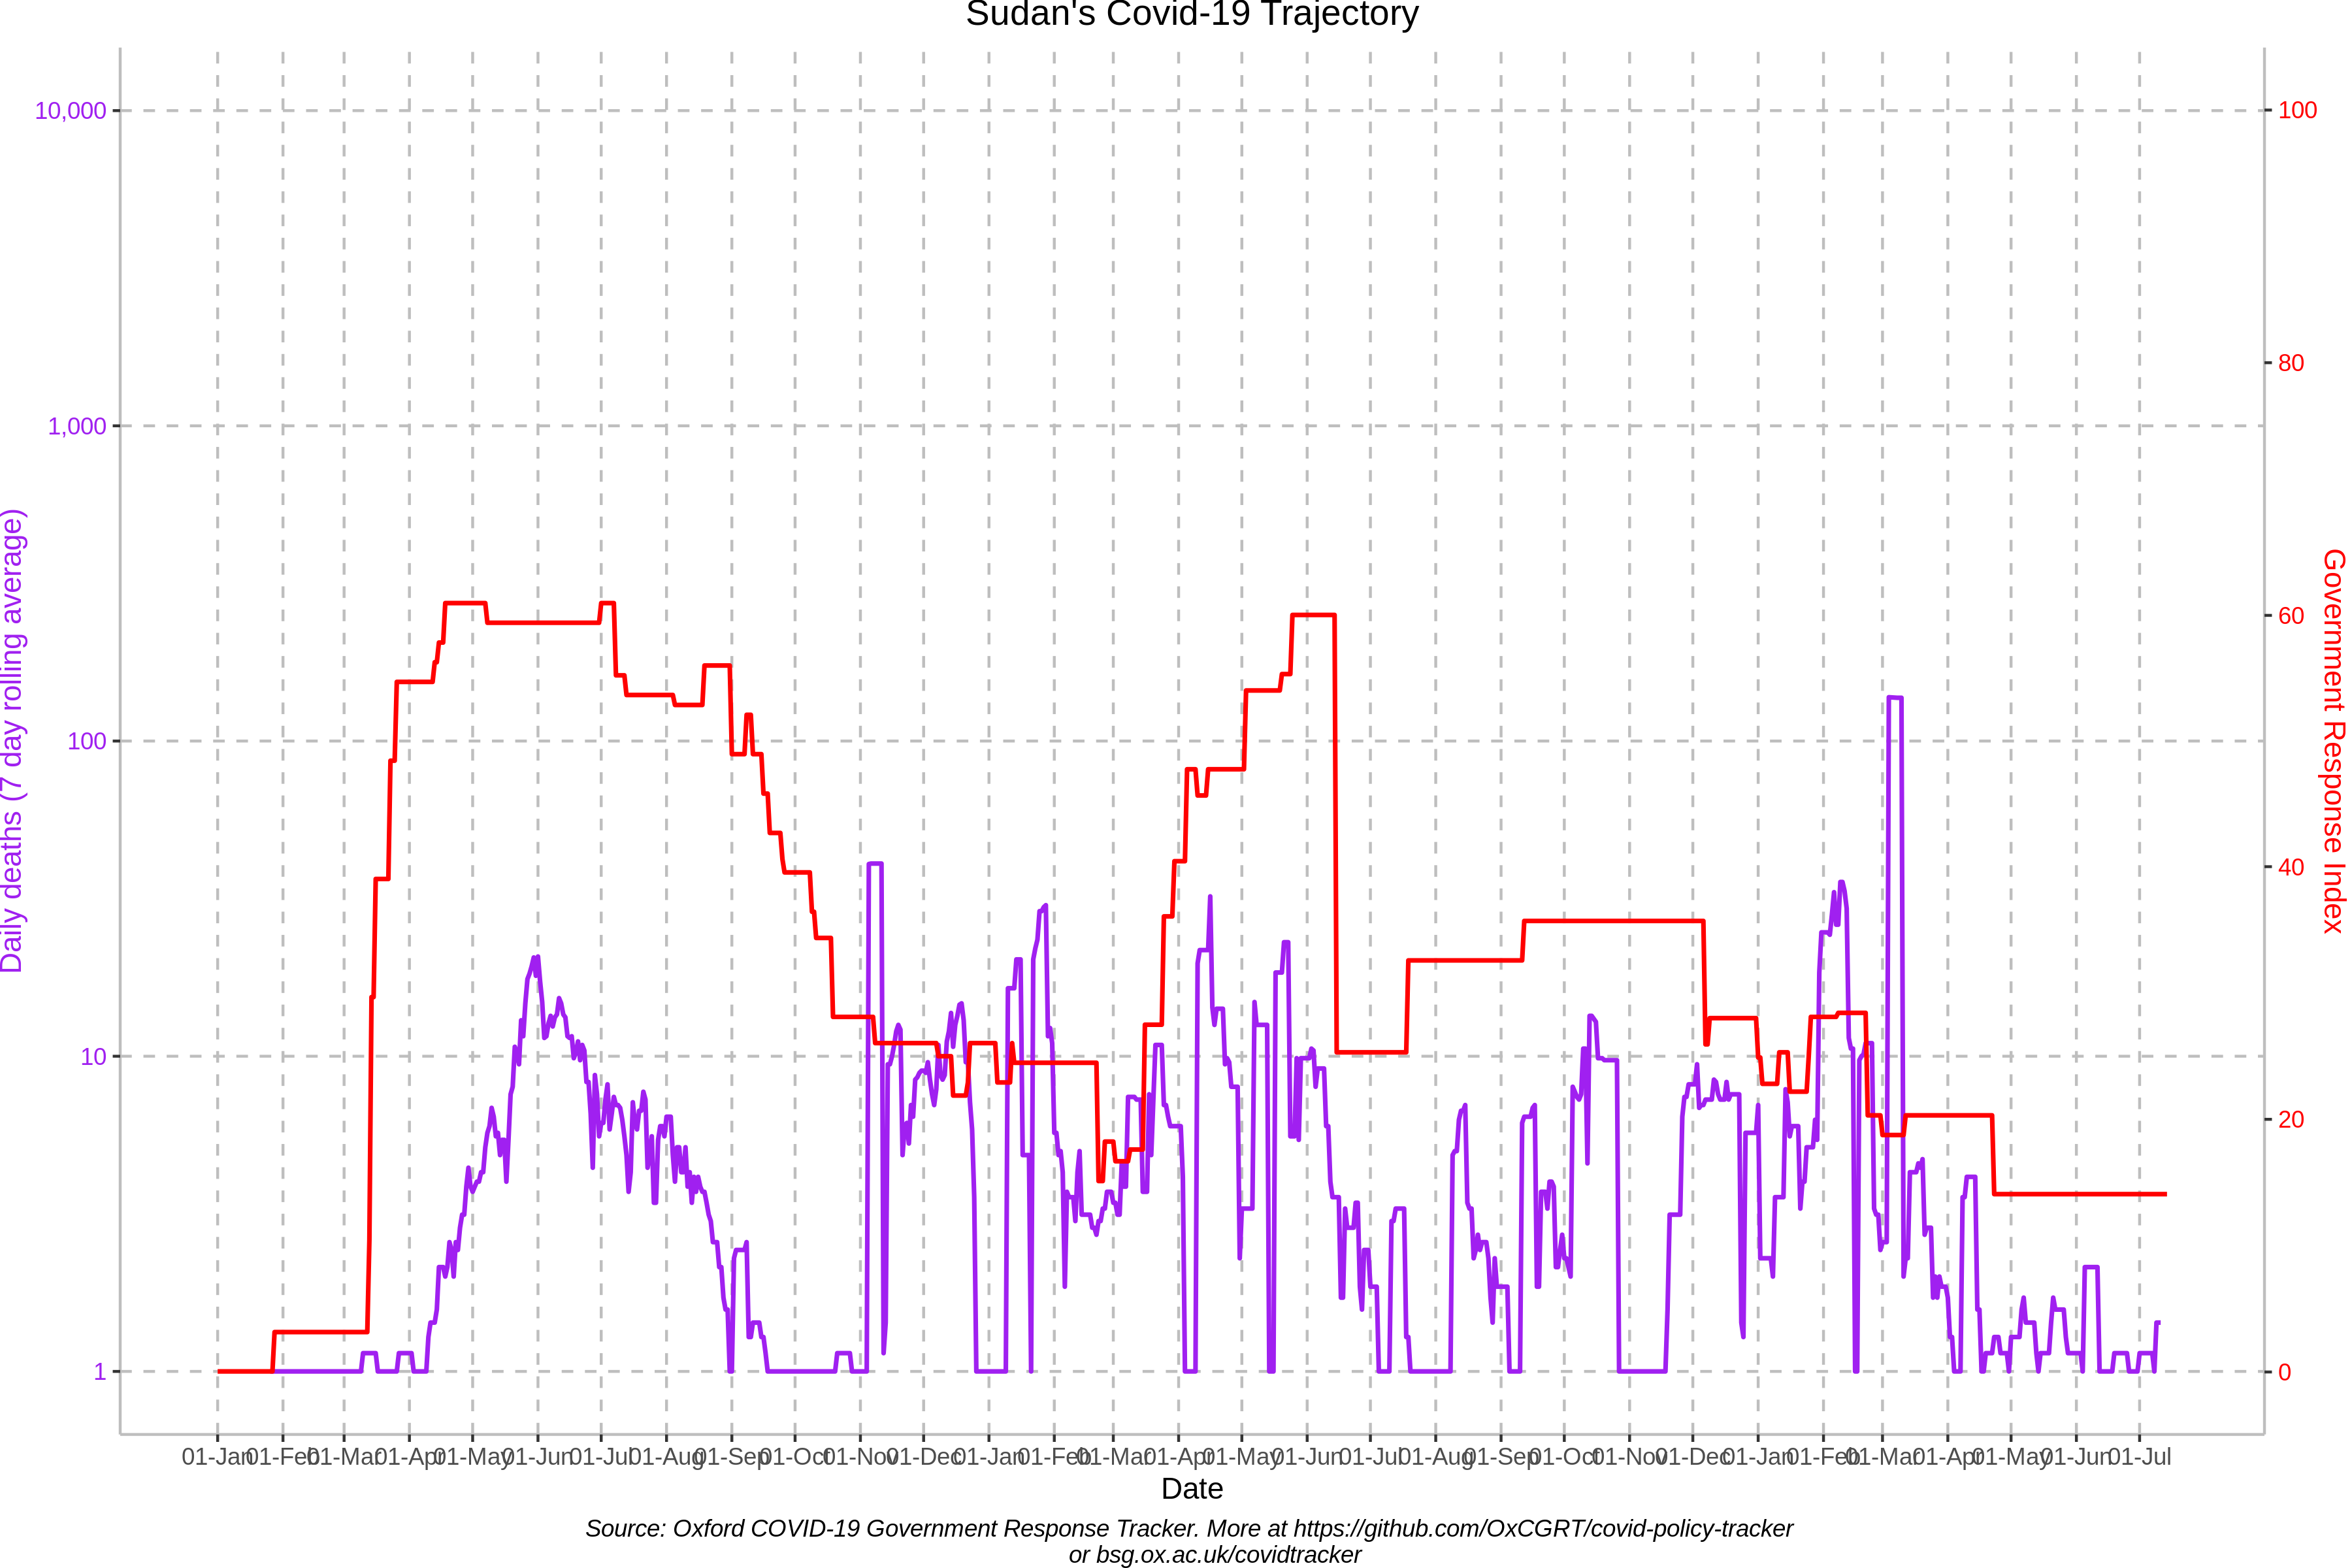 Sudan's Covid-19 Trajectory
10,000
1,000
100
10
1
Daily deaths (7 day rolling average)
100
80
60
40
20
0
Government Response Index
01-Jan 01-Feb 01-Mar 01-Apr 01-May 01-Jun 01-Jul 01-Aug 01-Sep 01-Oct 01-Nov 01-Dec 01-Jan 01-Feb 01-Mar 01-Apr 01-May 01-Jun 01-Jul 01-Aug 01-Sep 01-Oct 01-Nov 01-Dec 01-Jan 01-Feb 01-Mar 01-Apr 01-May 01-Jun 01-Jul
Date
Source: Oxford COVID-19 Government Response Tracker. More at https://github.com/OxCGRT/covid-policy-tracker
or bsg.ox.ac.uk/covidtracker